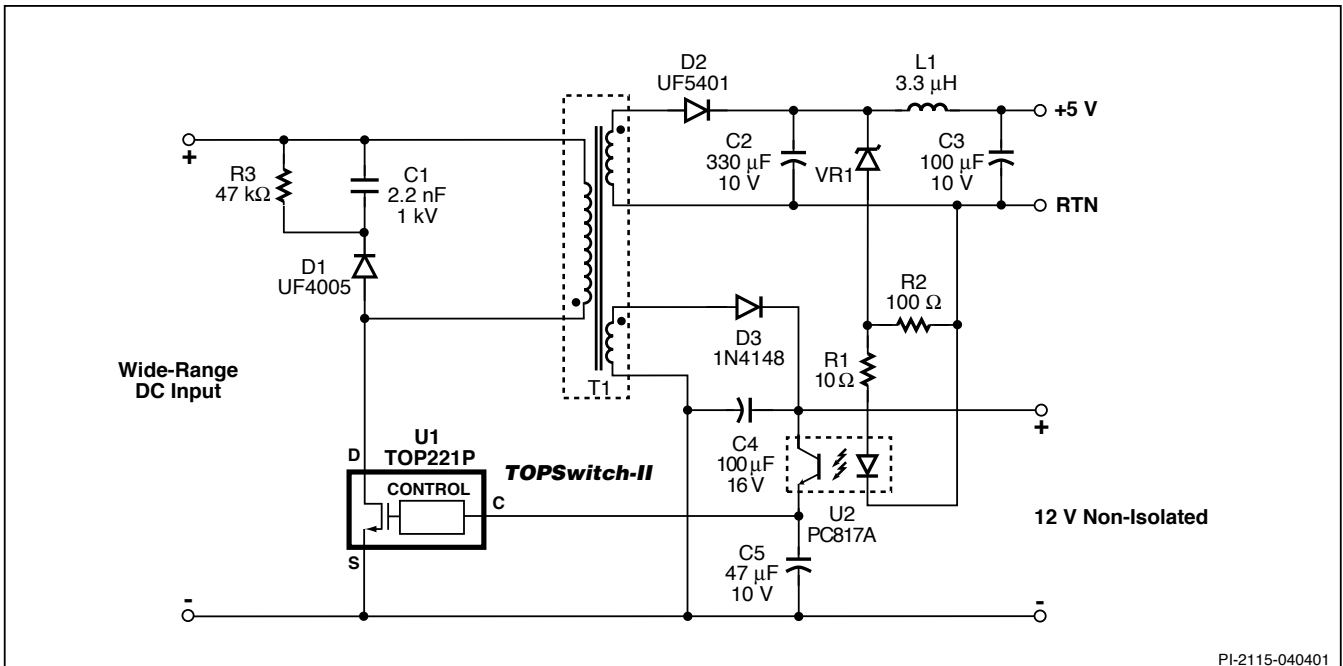 D2
UF5401
L1
3.3 µH
+5 V
+
R3
47 kΩ
C1
2.2 nF
1 kV
C2
330 µF
10 V
VR1
C3
100 µF
10 V
RTN
D1
UF4005
R2
100 Ω
D3
1N4148
R1
10 Ω
Wide-Range
DC Input
T1
+
U1
TOP221P
D
TOPSwitch-II
C4
100 µF
16 V
CONTROL
C
U2
PC817A
12 V Non-Isolated
S
C5
47 µF
10 V
-
-
PI-2115-040401